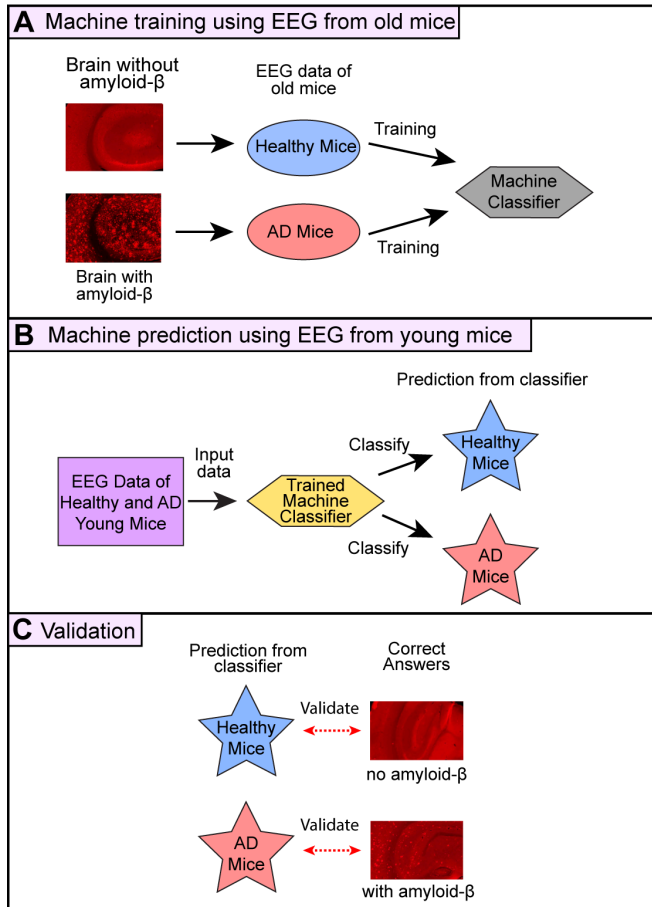 A Machine training using EEG from old mice
Brain without
amyloid-β
EEG data of
old mice
Healthy Mice
Training
Machine
Classifier
AD Mice
Training
Brain with
amyloid-β
B Machine prediction using EEG from young mice
Prediction from classifier
EEG Data of
Healthy and AD
Young Mice
Input
data
Trained
Machine
Classifier
Classify
Healthy
Mice
Classify
AD
Mice
C Validation
Prediction from
classifier
Correct
Answers
Healthy
Mice
Validate
no amyloid-β
AD
Mice
Validate
with amyloid-β